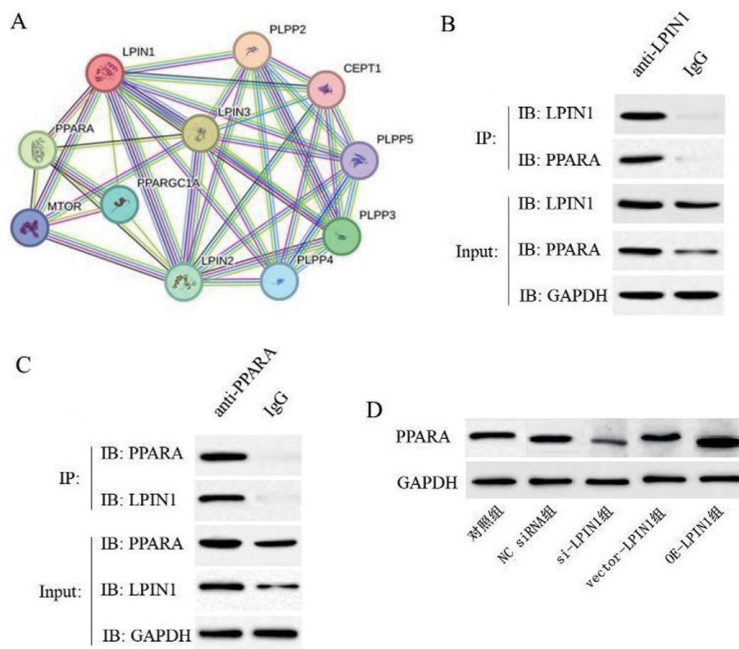 A
LPIN1
PLPP2
CEPT1
LPIN3
PPARA
PLPP5
PPARGC1A
MTOR
PLPP3
LPIN2
PLPP4
B
anti-LPIN1
IgG
IP:
IB: LPIN1
IB: PPARA
Input:
IB: LPIN1
IB: PPARA
IB: GAPDH
C
anti-PPARA
IgG
IP:
IB: PPARA
IB: LPIN1
Input:
IB: PPARA
IB: LPIN1
IB: GAPDH
D
PPARA
GAPDH
对照组
NC siRNA组
si-LPIN1组
vector-LPIN1组
OE-LPIN1组